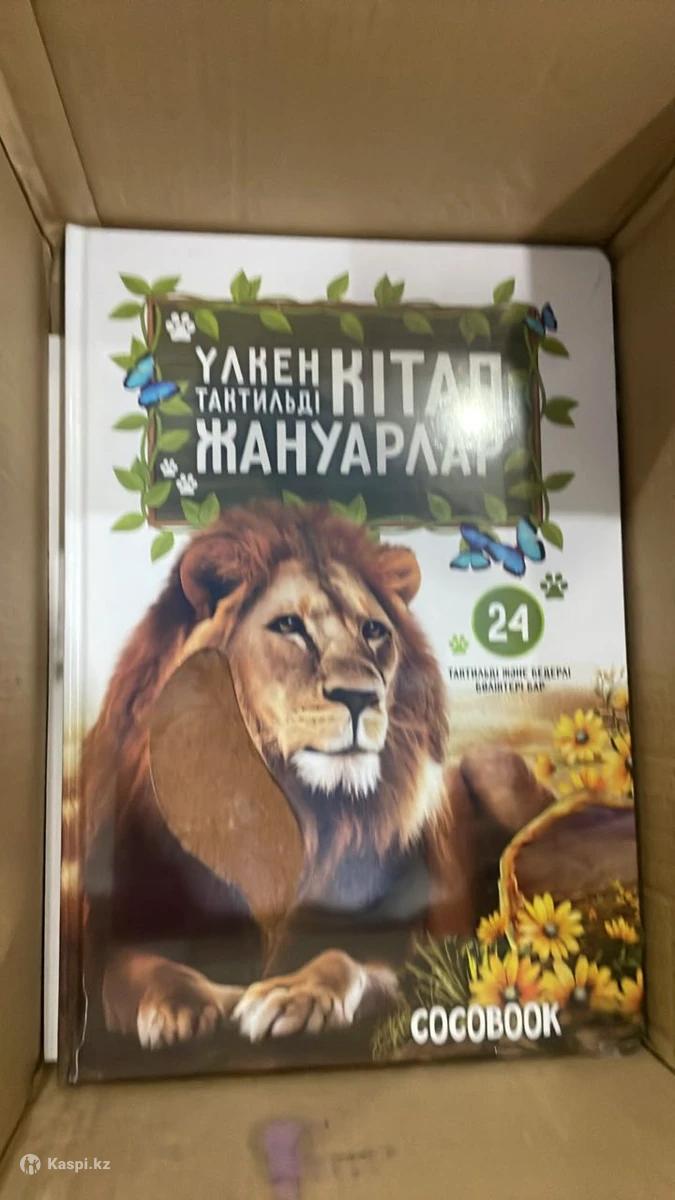 ҮЛКЕН
ТАКТИЛЬДІ
КІТАП
ЖАНУАРЛАР
24
ТАКТИЛЬДІ ЖӘНЕ БЕДЕРЛІ
БӨЛІКТЕРІ БАР
COCOBOOK
Kaspi.kz